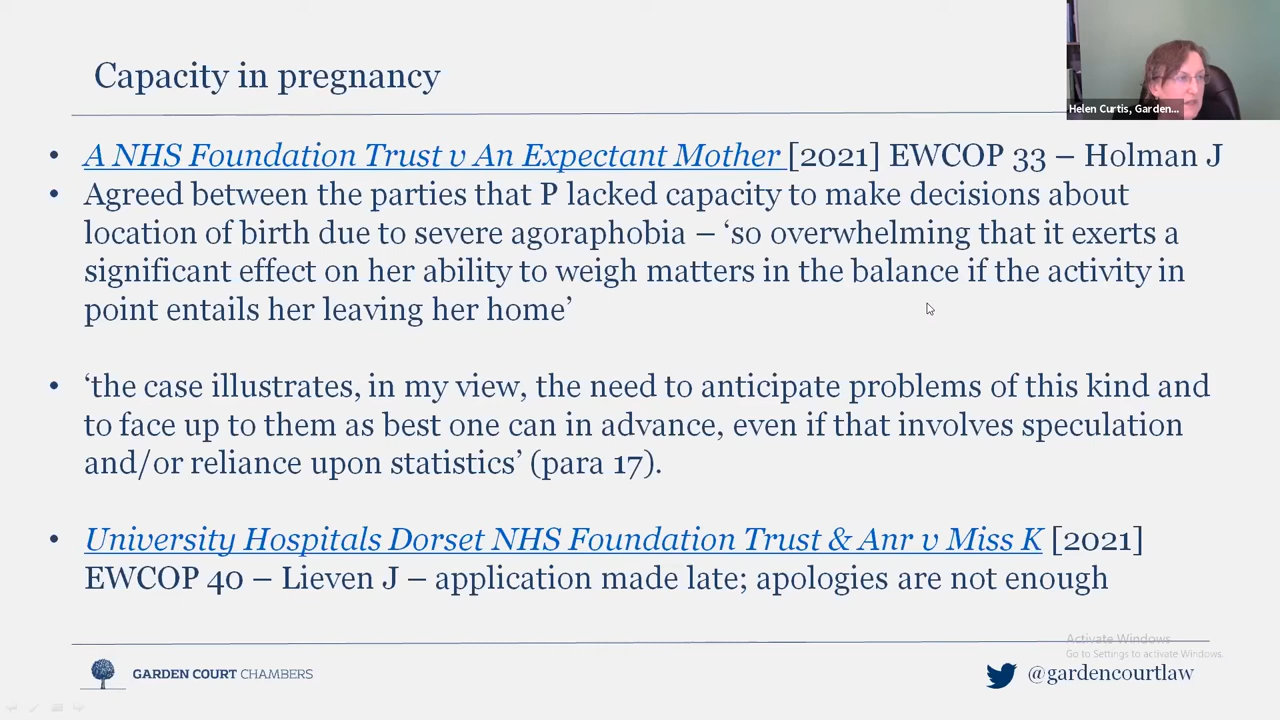 Capacity in pregnancy
Helen Curtis, Garden...
• A NHS Foundation Trust v An Expectant Mother [2021] EWCOP 33 – Holman J
• Agreed between the parties that P lacked capacity to make decisions about
location of birth due to severe agoraphobia – ‘so overwhelming that it exerts a
significant effect on her ability to weigh matters in the balance if the activity in
point entails her leaving her home’
• ‘the case illustrates, in my view, the need to anticipate problems of this kind and
to face up to them as best one can in advance, even if that involves speculation
and/or reliance upon statistics’ (para 17).
• University Hospitals Dorset NHS Foundation Trust & Anr v Miss K [2021]
EWCOP 40 – Lieven J – application made late; apologies are not enough
Activate Windows
Go to Settings to activate Windows.
GARDEN COURT CHAMBERS
@gardencourtlaw